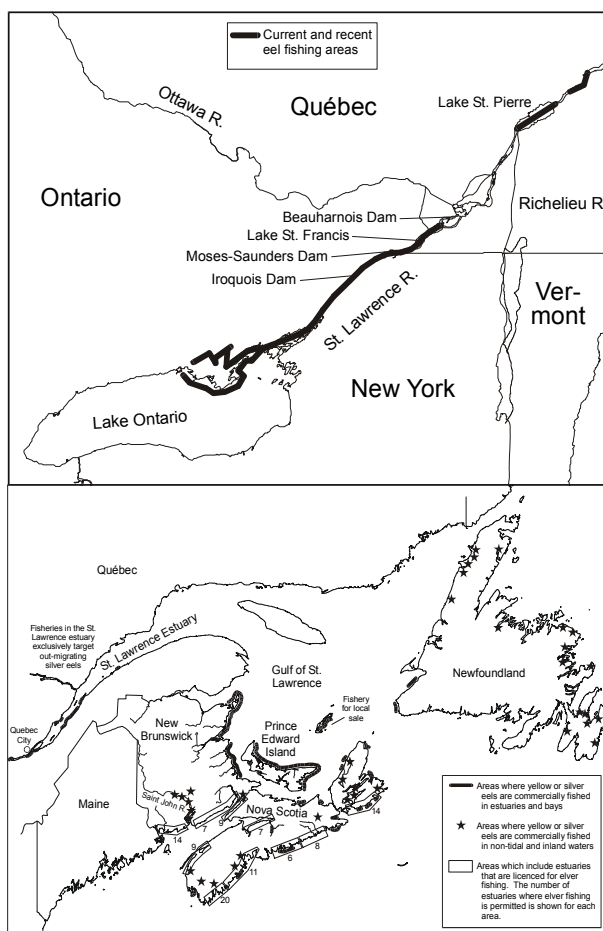 Current and recent
eel fishing areas
Québec
Ottawa R.
Lake St. Pierre
Ontario
Richelieu R
Beauharnois Dam
Lake St. Francis
Moses-Saunders Dam
Iroquois Dam
St. Lawrence R.
Ver-
mont
New York
Lake Ontario
Québec
Fisheries in the St.
Lawrence estuary
exclusively target
out-migrating
silver eels
St. Lawrence Estuary
Gulf of St.
Lawrence
Newfoundland
Fishery
for local
sale
Quebec
City
New
Brunswick
Prince
Edward
Island
Maine
Saint John R.
Nova Scotia
14
7
9
7
14
9
6
8
11
20
Areas where yellow or silver
eels are commercially fished
in estuaries and bays
Areas where yellow or silver
eels are commercially fished
in non-tidal and inland waters
Areas which include estuaries
that are licenced for elver
fishing. The number of
estuaries where elver fishing
is permitted is shown for each
area.